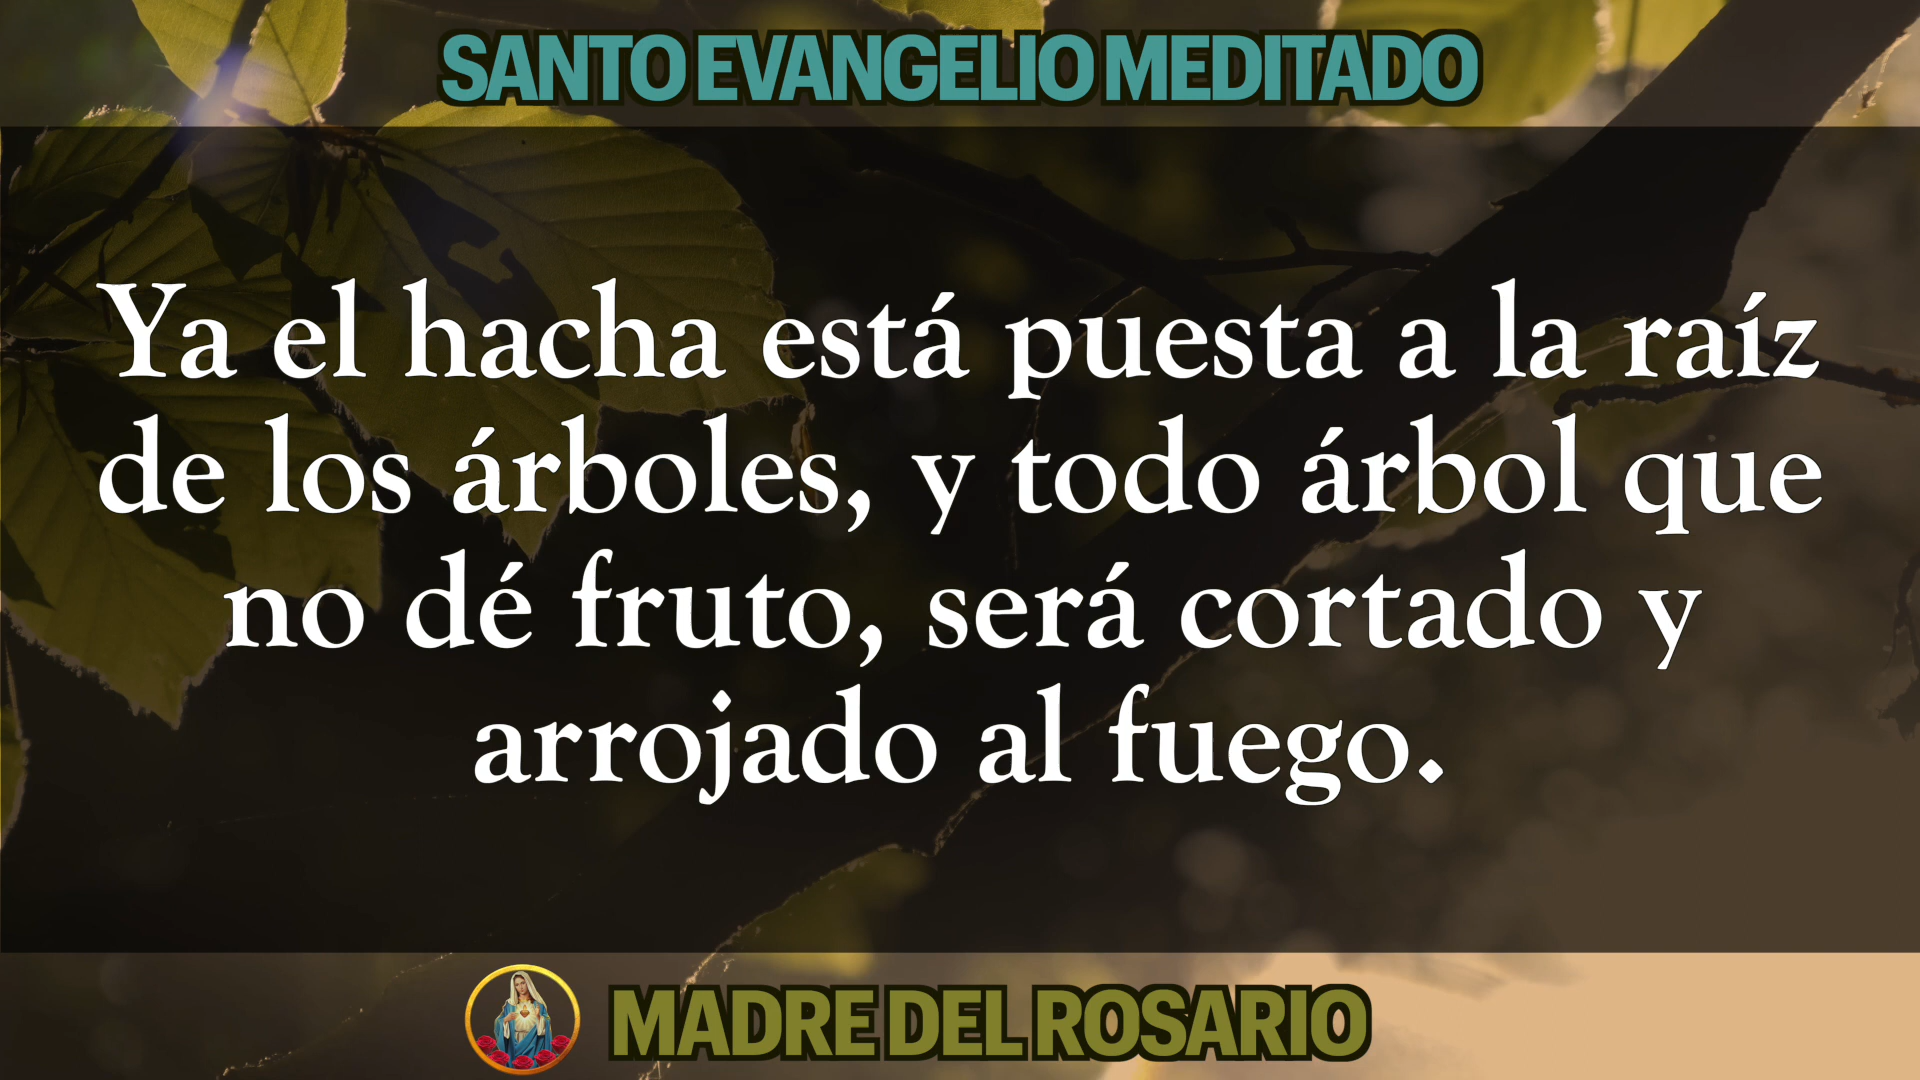 SANTO EVANGELIO MEDITADO
Ya el hacha está puesta a la raíz
de los árboles, y todo árbol que
no dé fruto, será cortado y
arrojado al fuego.
MADRE DEL ROSARIO